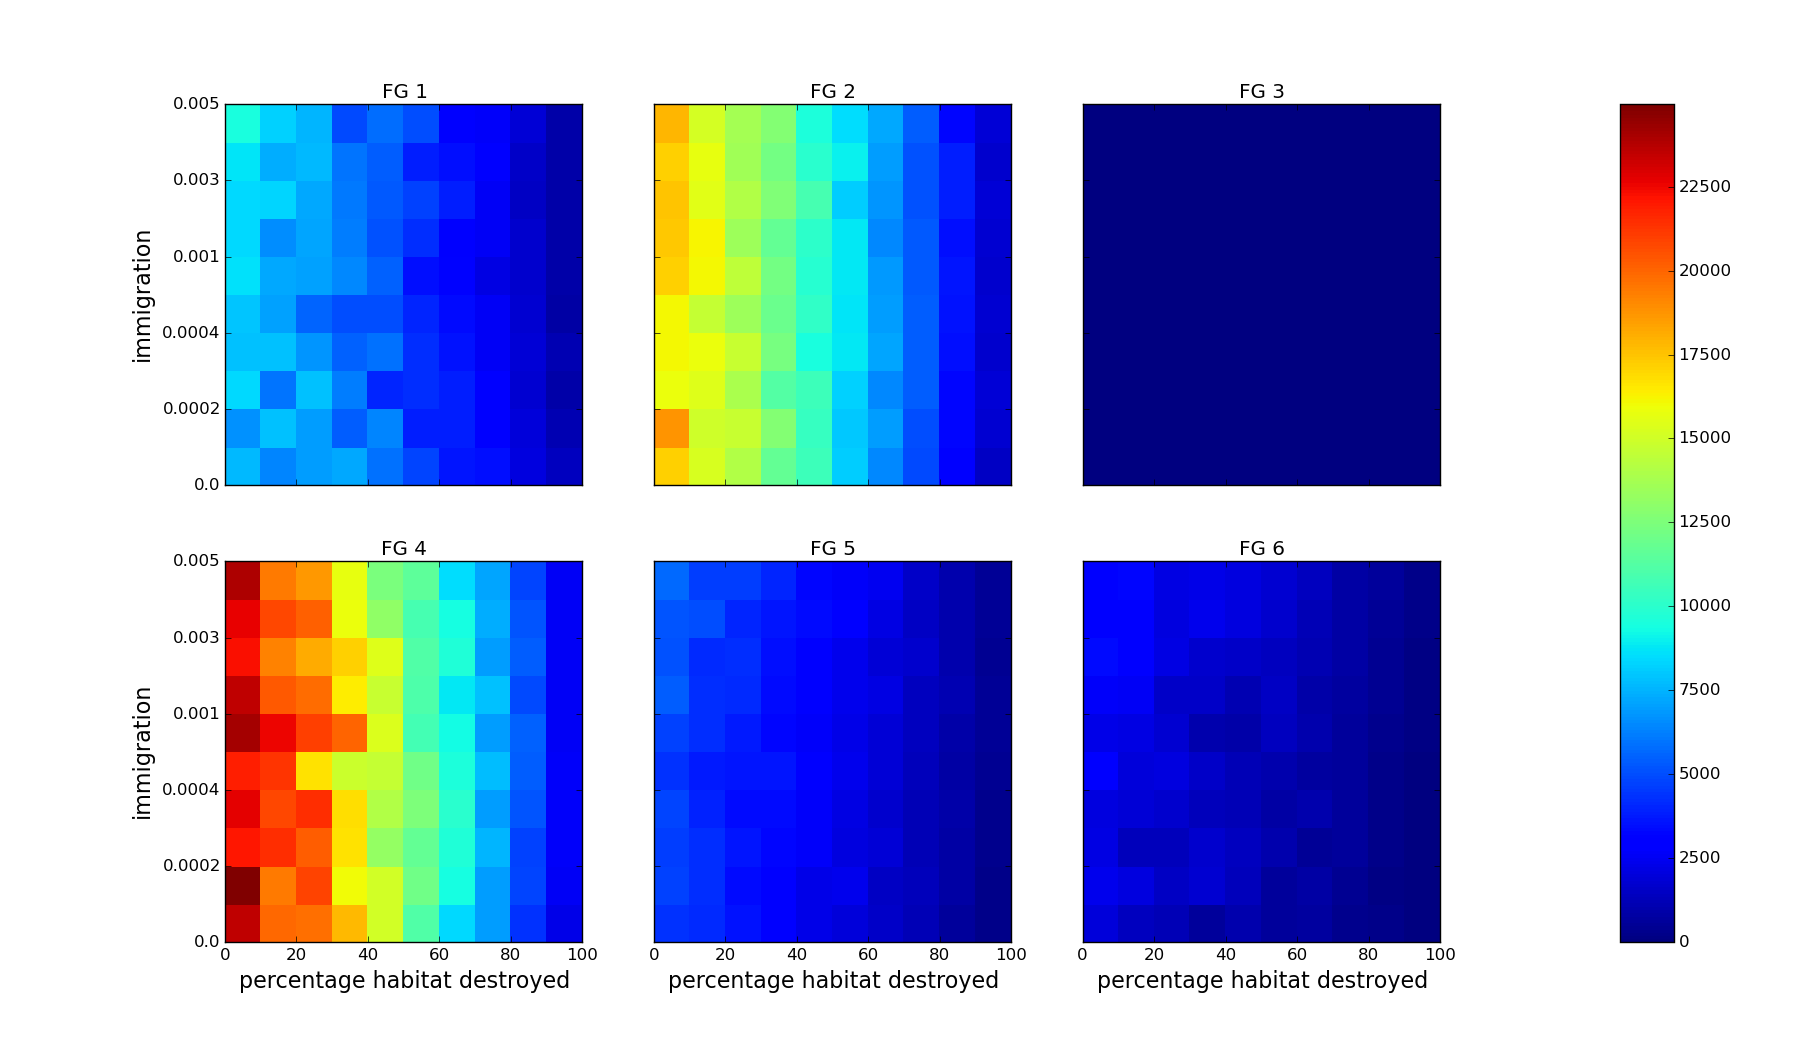 FG 1
FG 2
FG 3
0.005
0.003
0.001
0.0004
0.0002
0.0
immigration
FG 4
FG 5
FG 6
0.005
0.003
0.001
0.0004
0.0002
0.0
immigration
0 20 40 60 80 100
0 20 40 60 80 100
0 20 40 60 80 100
percentage habitat destroyed
percentage habitat destroyed
percentage habitat destroyed
22500
20000
17500
15000
12500
10000
7500
5000
2500
0